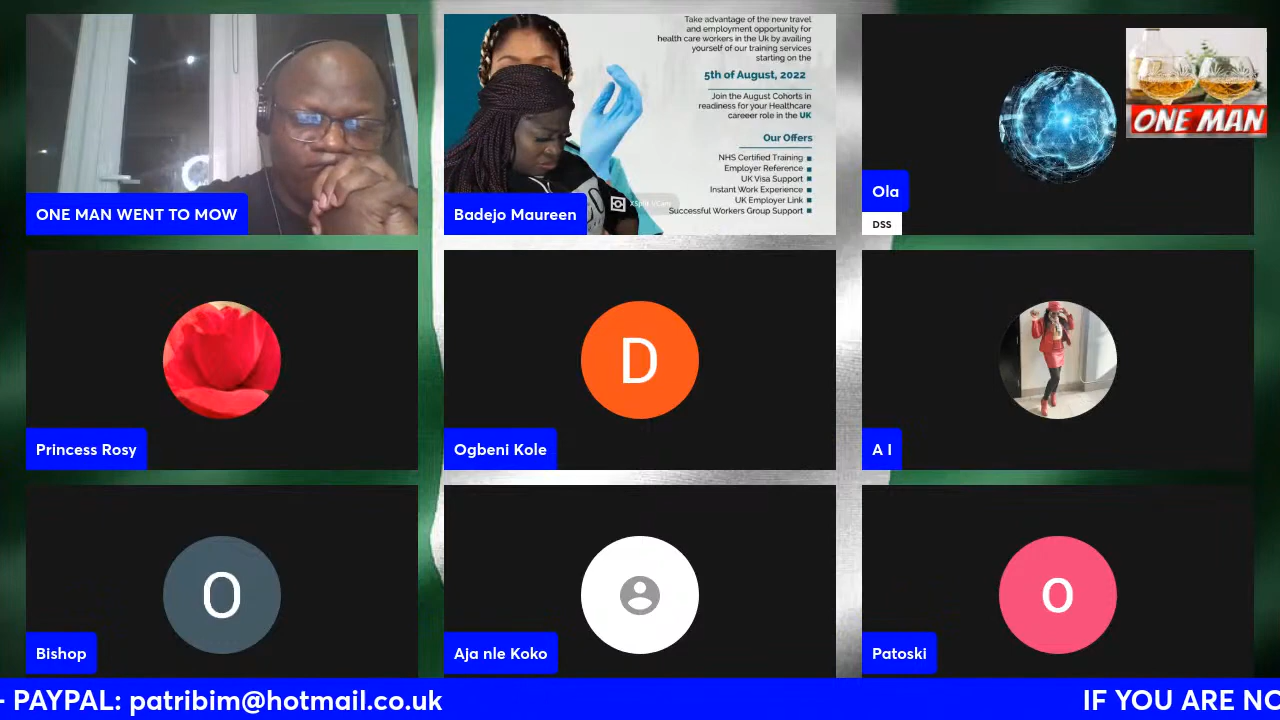 Take advantage of the new travel
and employment opportunity for
health care workers in the Uk by availing
yourself of our training services
starting on the
5th of August, 2022
Join the August Cohorts in
readiness for your Healthcare
careeer role in the UK
Our Offers
NHS Certified Training
Employer Reference
UK Visa Support
Instant Work Experience
UK Employer Link
Successful Workers Group Support
XSplit VCam
ONE MAN
ONE MAN WENT TO MOW
Badejo Maureen
Ola
DSS
D
Princess Rosy
Ogbeni Kole
A I
O
O
Bishop
Aja nle Koko
Patoski
- PAYPAL: patribim@hotmail.co.uk
IF YOU ARE NO